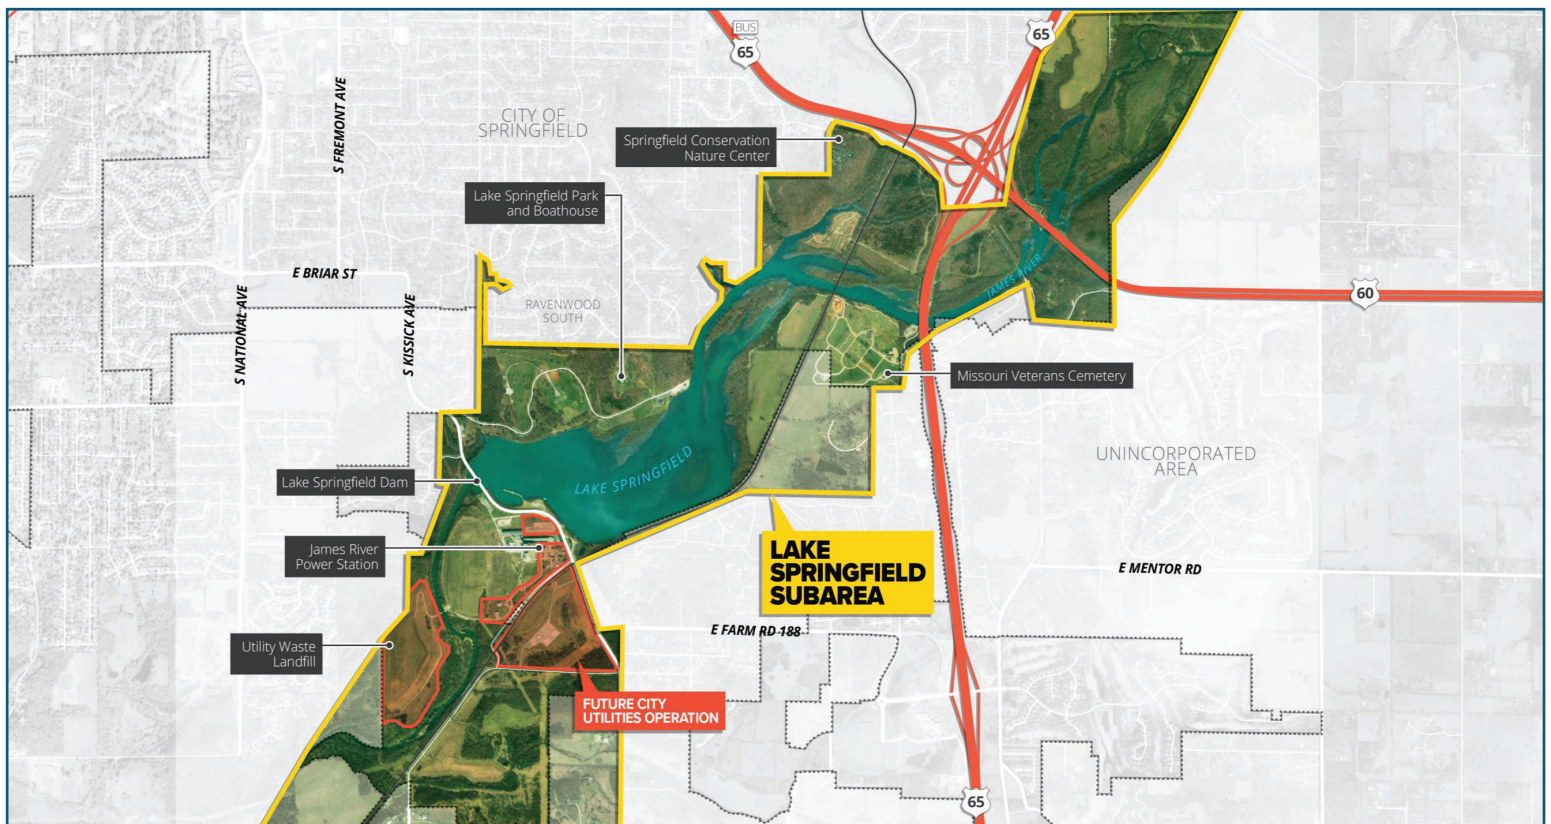 BUS
65
65
S FREMONT AVE
CITY OF
SPRINGFIELD
Springfield Conservation
Nature Center
Lake Springfield Park
and Boathouse
E BRIAR ST
S NATIONAL AVE
S KISSICK AVE
RAVENWOOD
SOUTH
JAMES RIVER
60
Missouri Veterans Cemetery
UNINCORPORATED
AREA
LAKE SPRINGFIELD
Lake Springfield Dam
James River
Power Station
LAKE
SPRINGFIELD
SUBAREA
E MENTOR RD
E FARM RD 188
Utility Waste
Landfill
FUTURE CITY
UTILITIES OPERATION
65